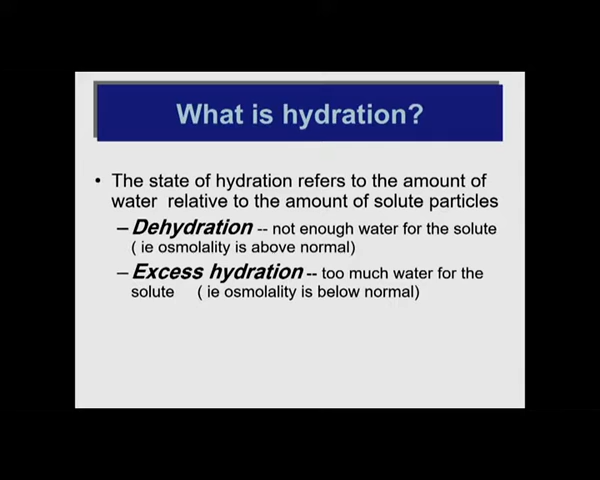 What is hydration?
• The state of hydration refers to the amount of
water relative to the amount of solute particles
– Dehydration -- not enough water for the solute
( ie osmolality is above normal)
– Excess hydration -- too much water for the
solute ( ie osmolality is below normal)